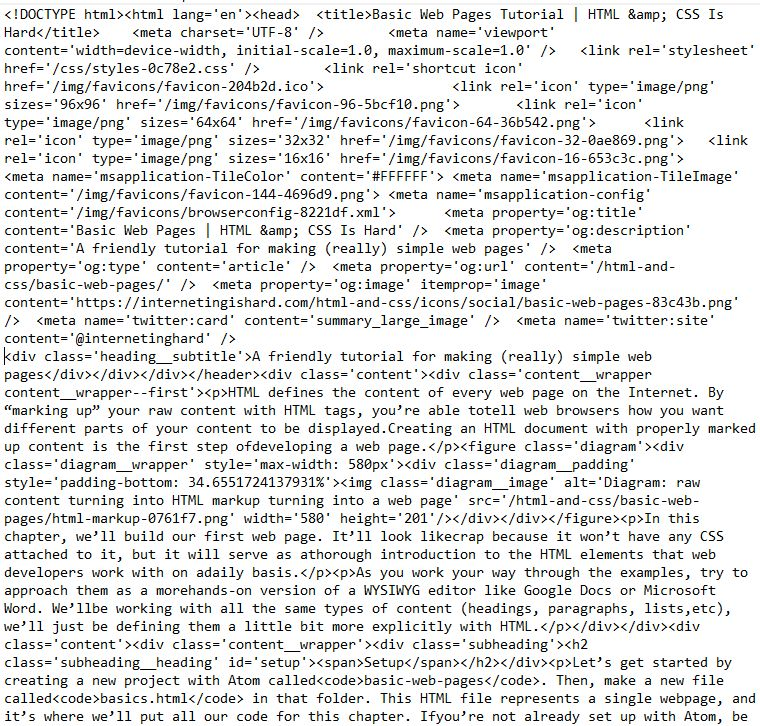 <!DOCTYPE html><html lang='en'><head>  <title>Basic Web Pages Tutorial | HTML &amp; CSS Is
Hard</title>    <meta charset='UTF-8' />        <meta name='viewport'
content='width=device-width, initial-scale=1.0, maximum-scale=1.0' />   <link rel='stylesheet'
href='/css/styles-0c78e2.css' />        <link rel='shortcut icon'
href='/img/favicons/favicon-204b2d.ico'>                <link rel='icon' type='image/png'
sizes='96x96' href='/img/favicons/favicon-96-5bcf10.png'>       <link rel='icon'
type='image/png' sizes='64x64' href='/img/favicons/favicon-64-36b542.png'>      <link
rel='icon' type='image/png' sizes='32x32' href='/img/favicons/favicon-32-0ae869.png'>   <link
rel='icon' type='image/png' sizes='16x16' href='/img/favicons/favicon-16-653c3c.png'>
<meta name='msapplication-TileColor' content='#FFFFFF'> <meta name='msapplication-TileImage'
content='/img/favicons/favicon-144-4696d9.png'> <meta name='msapplication-config'
content='/img/favicons/browserconfig-8221df.xml'>      <meta property='og:title'
content='Basic Web Pages | HTML &amp; CSS Is Hard' />  <meta property='og:description'
content='A friendly tutorial for making (really) simple web pages' />  <meta
property='og:type' content='article' />  <meta property='og:url' content='/html-and-
css/basic-web-pages/' />  <meta property='og:image' itemprop='image'
content='https://internetingishard.com/html-and-css/icons/social/basic-web-pages-83c43b.png'
/>  <meta name='twitter:card' content='summary_large_image' />  <meta name='twitter:site'
content='@internetinghard' />
<div class='heading__subtitle'>A friendly tutorial for making (really) simple web
pages</div></div></div></header><div class='content'><div class='content__wrapper
content__wrapper--first'><p>HTML defines the content of every web page on the Internet. By
“marking up” your raw content with HTML tags, you’re able totell web browsers how you want
different parts of your content to be displayed.Creating an HTML document with properly marked
up content is the first step ofdeveloping a web page.</p><figure class='diagram'><div
class='diagram__wrapper' style='max-width: 580px'><div class='diagram__padding'
style='padding-bottom: 34.6551724137931%'><img class='diagram__image' alt='Diagram: raw
content turning into HTML markup turning into a web page' src='/html-and-css/basic-web-
pages/html-markup-0761f7.png' width='580' height='201'/></div></div></figure><p>In this
chapter, we’ll build our first web page. It’ll look likecrap because it won’t have any CSS
attached to it, but it will serve as athorough introduction to the HTML elements that web
developers work with on adaily basis.</p><p>As you work your way through the examples, try to
approach them as a morehands-on version of a WYSIWYG editor like Google Docs or Microsoft
Word. We’llbe working with all the same types of content (headings, paragraphs, lists,etc),
we’ll just be defining them a little bit more explicitly with HTML.</p></div></div><div
class='content'><div class='content__wrapper'><div class='subheading'><h2
class='subheading__heading' id='setup'><span>Setup</span></h2></div><p>Let’s get started by
creating a new project with Atom called<code>basic-web-pages</code>. Then, make a new file
called<code>basics.html</code> in that folder. This HTML file represents a single webpage, and
it’s where we’ll put all our code for this chapter. Ifyou’re not already set up with Atom, be